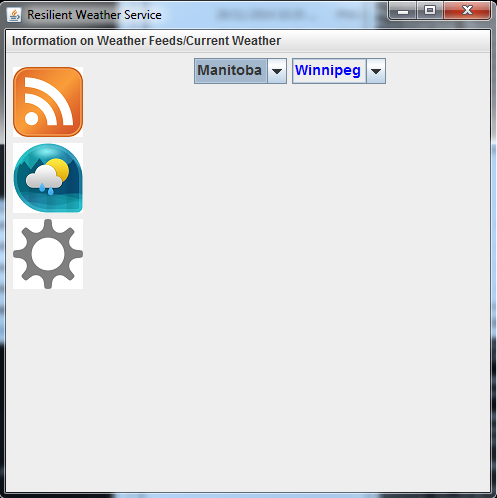 Resilient Weather Service
Information on Weather Feeds/Current Weather
Manitoba
Winnipeg